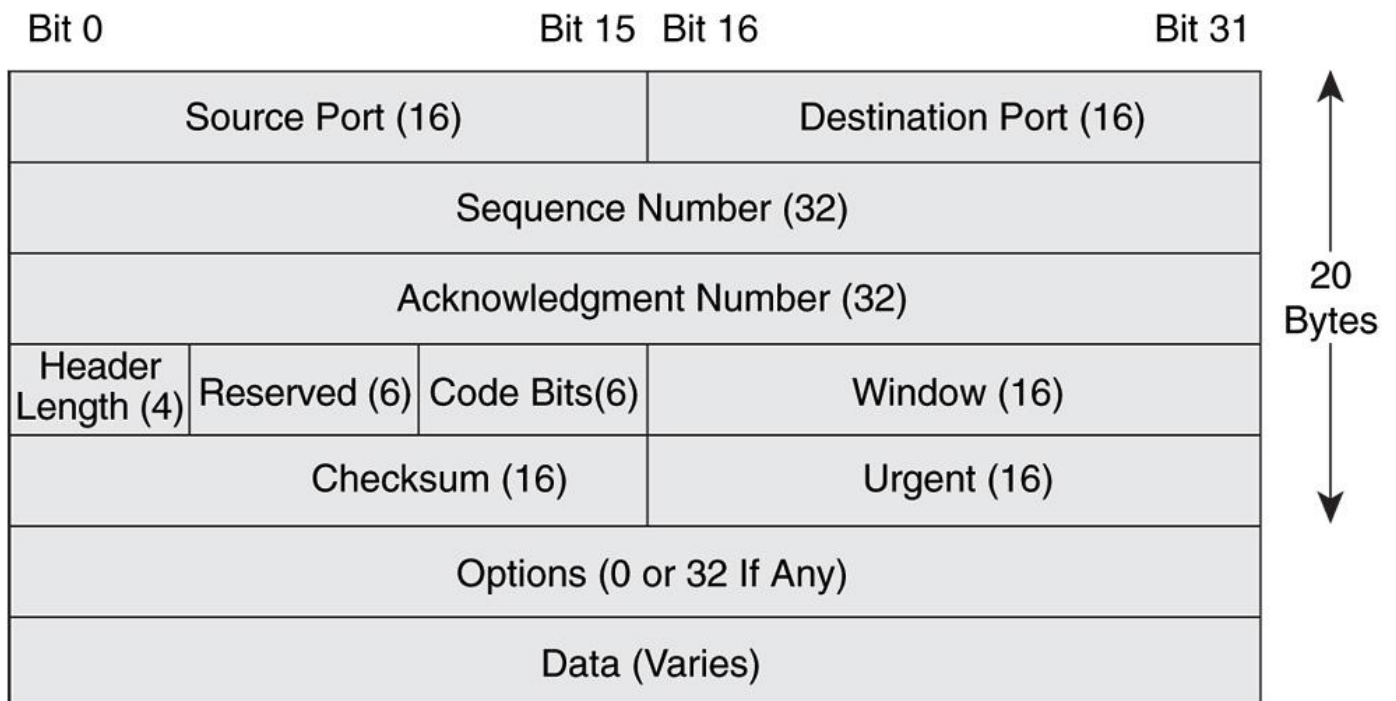 Bit 0 Bit 15 Bit 16 Bit 31
Source Port (16) Destination Port (16)
Sequence Number (32)
Acknowledgment Number (32)
20
Bytes
Header
Length (4) Reserved (6) Code Bits(6) Window (16)
Checksum (16) Urgent (16)
Options (0 or 32 If Any)
Data (Varies)